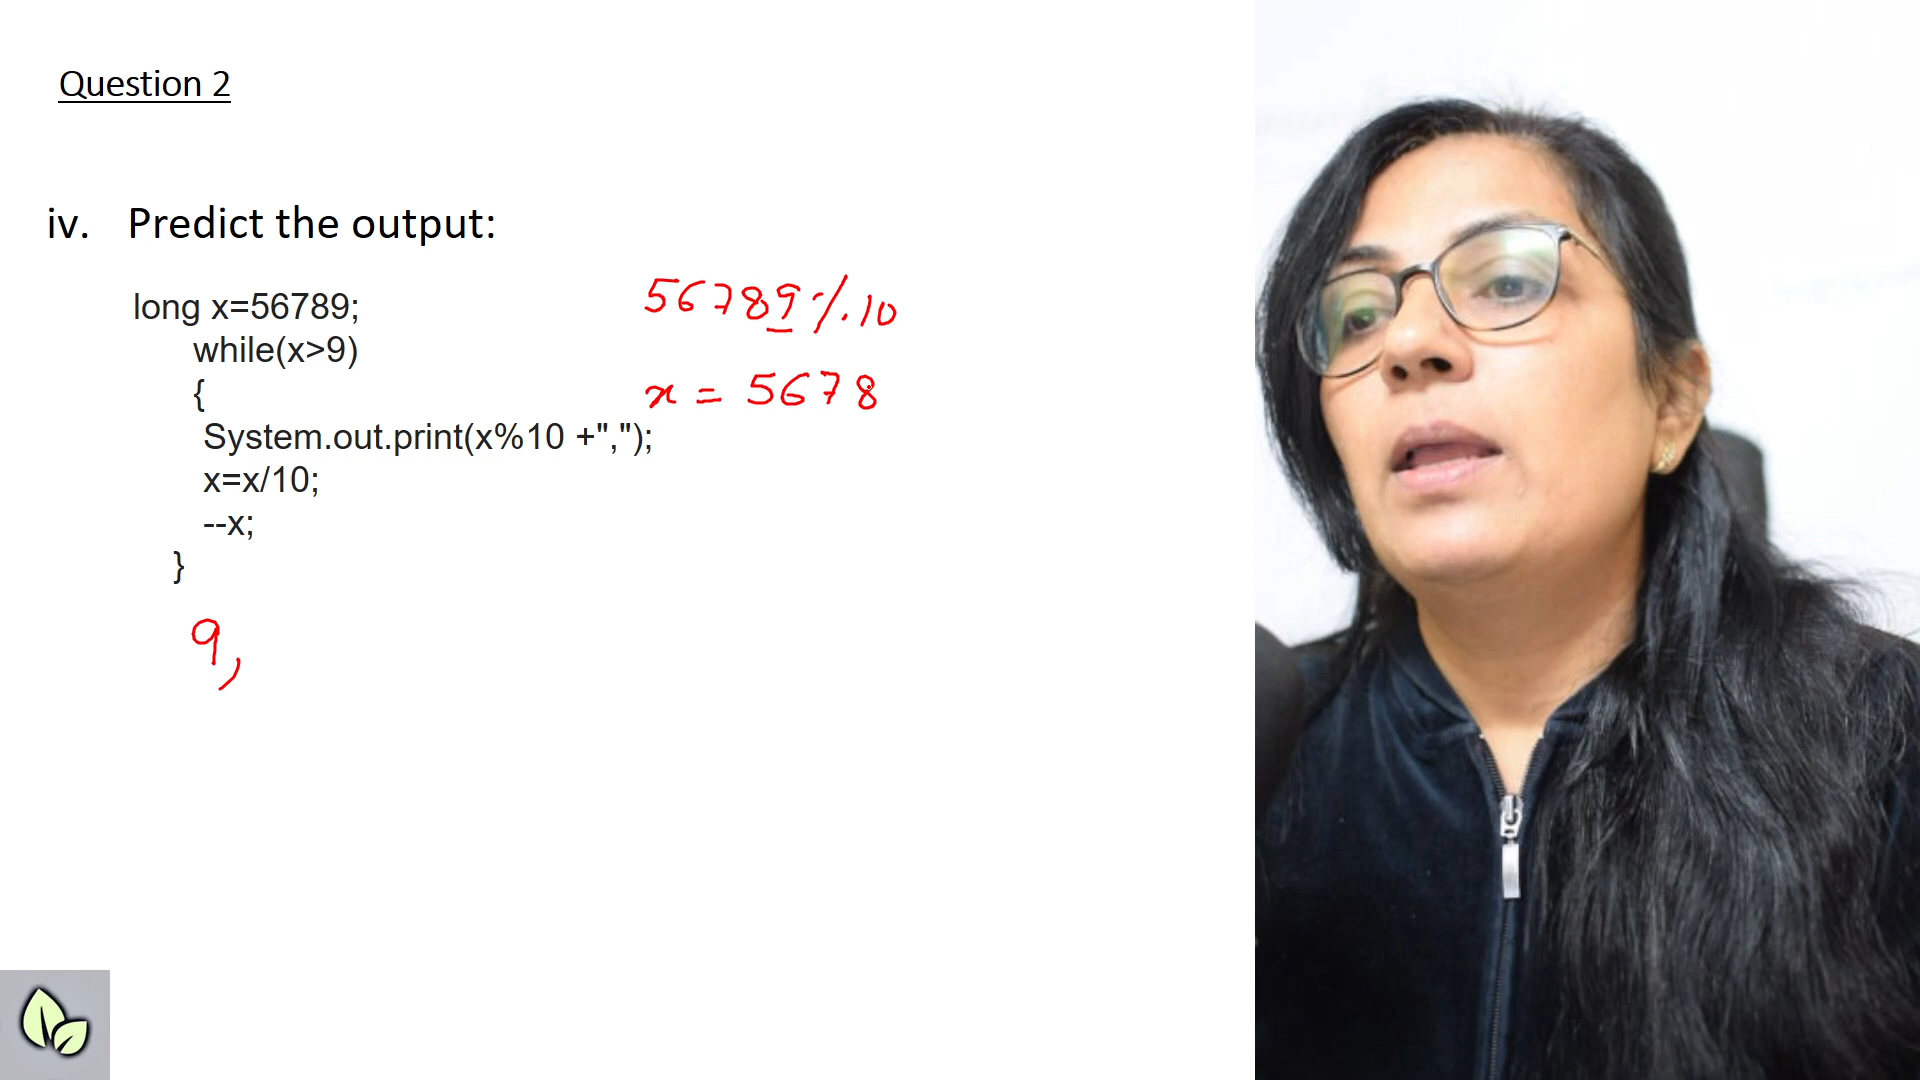 Question 2
iv. Predict the output:
long x=56789;
while(x>9)
{
System.out.print(x%10 +",");
x=x/10;
--x;
}
56789 % 10
x = 5678
9,